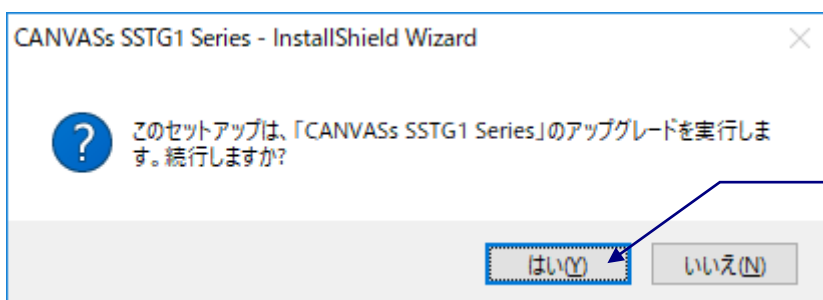 CANVASs SSTG1 Series - InstallShield Wizard
このセットアップは、「CANVASs SSTG1 Series」のアップグレードを実行しま
す。続行しますか?
はい(Y)
いいえ(N)